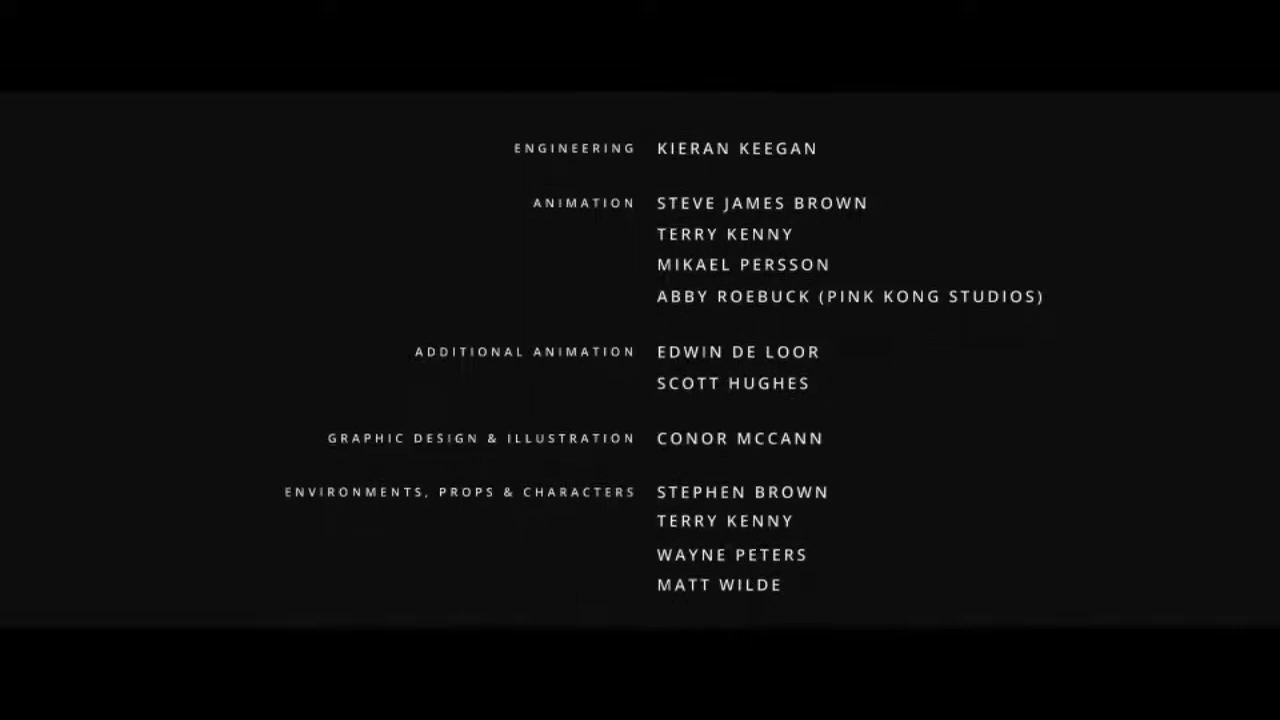 ENGINEERING KIERAN KEEGAN
ANIMATION STEVE JAMES BROWN
TERRY KENNY
MIKAEL PERSSON
ABBY ROEBUCK (PINK KONG STUDIOS)
ADDITIONAL ANIMATION EDWIN DE LOOR
SCOTT HUGHES
GRAPHIC DESIGN & ILLUSTRATION CONOR MCCANN
ENVIRONMENTS, PROPS & CHARACTERS STEPHEN BROWN
TERRY KENNY
WAYNE PETERS
MATT WILDE